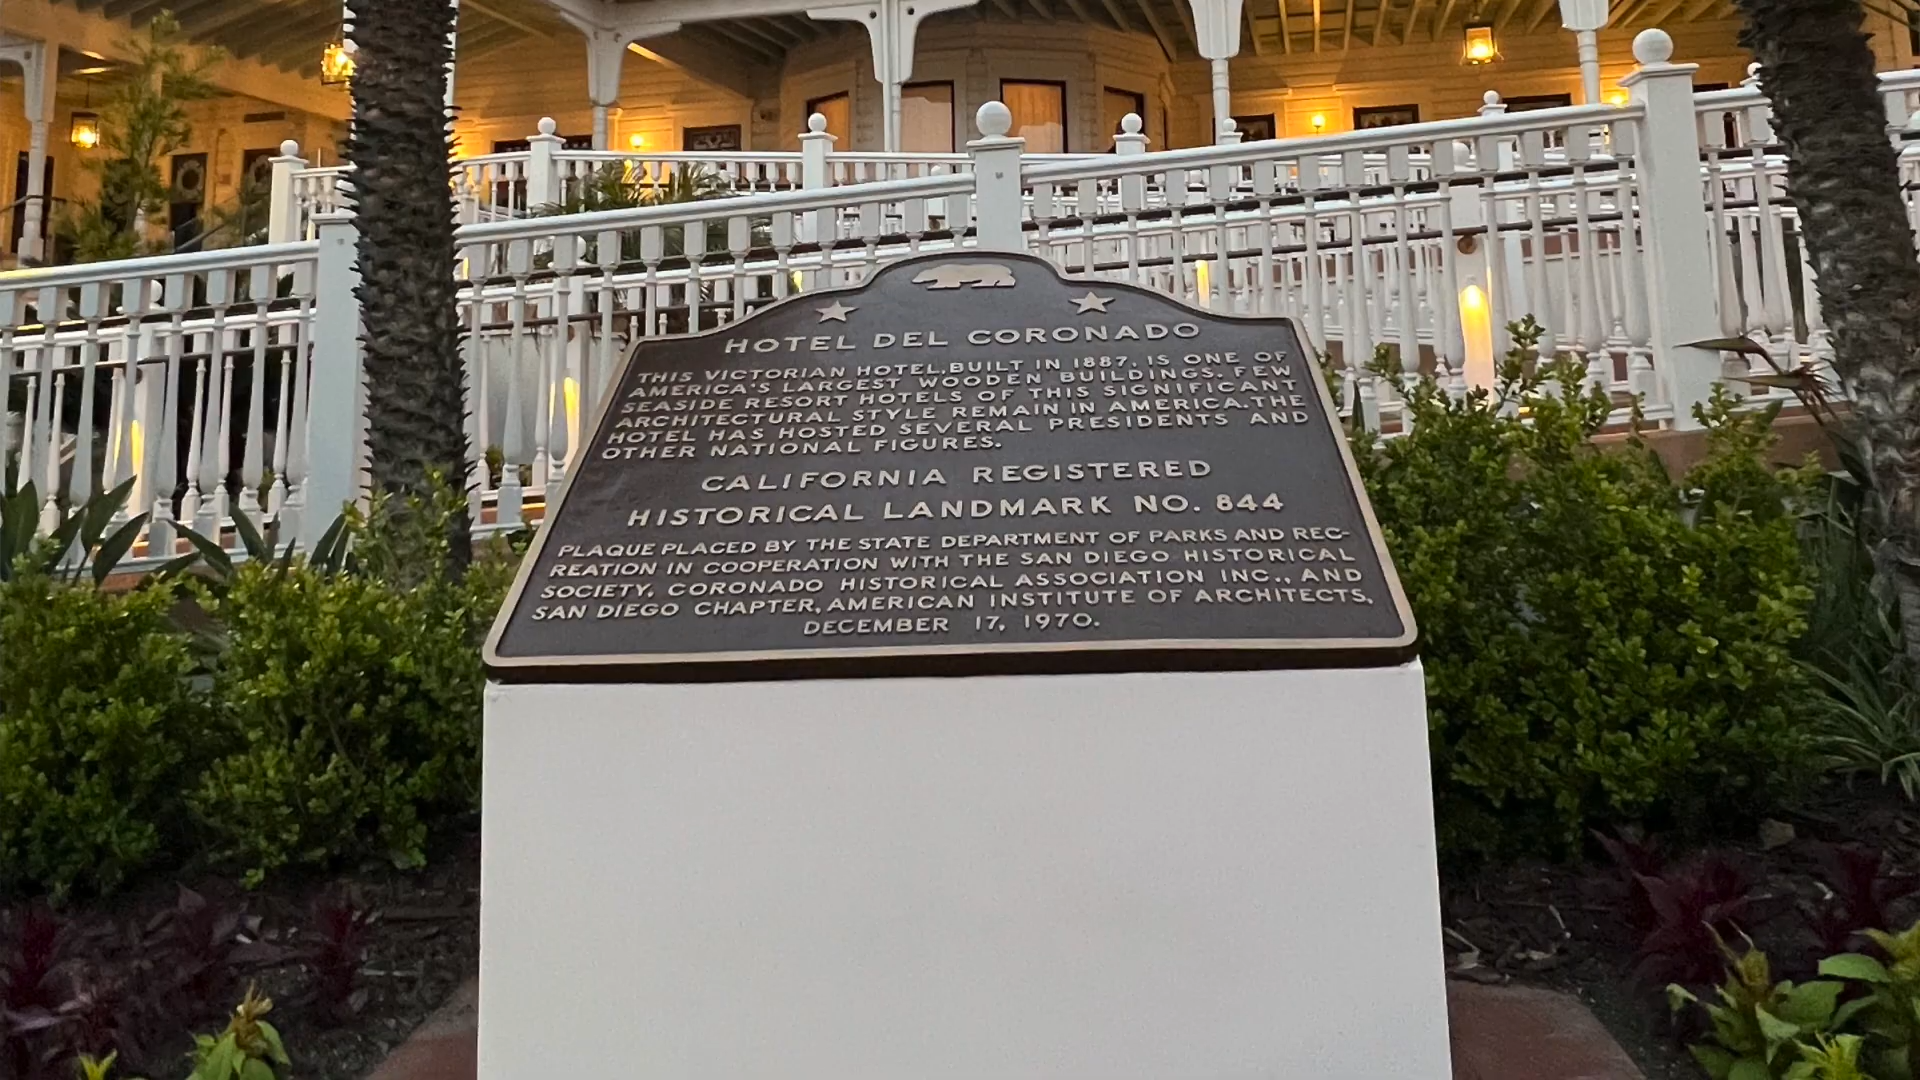 HOTEL DEL CORONADO
THIS VICTORIAN HOTEL, BUILT IN 1887, IS ONE OF
AMERICA'S LARGEST WOODEN BUILDINGS. FEW
SEASIDE RESORT HOTELS OF THIS SIGNIFICANT
ARCHITECTURAL STYLE REMAIN IN AMERICA. THE
HOTEL HAS HOSTED SEVERAL PRESIDENTS AND
OTHER NATIONAL FIGURES.
CALIFORNIA REGISTERED
HISTORICAL LANDMARK NO. 844
PLAQUE PLACED BY THE STATE DEPARTMENT OF PARKS AND REC-
REATION IN COOPERATION WITH THE SAN DIEGO HISTORICAL
SOCIETY, CORONADO HISTORICAL ASSOCIATION INC., AND
SAN DIEGO CHAPTER, AMERICAN INSTITUTE OF ARCHITECTS,
DECEMBER 17, 1970.